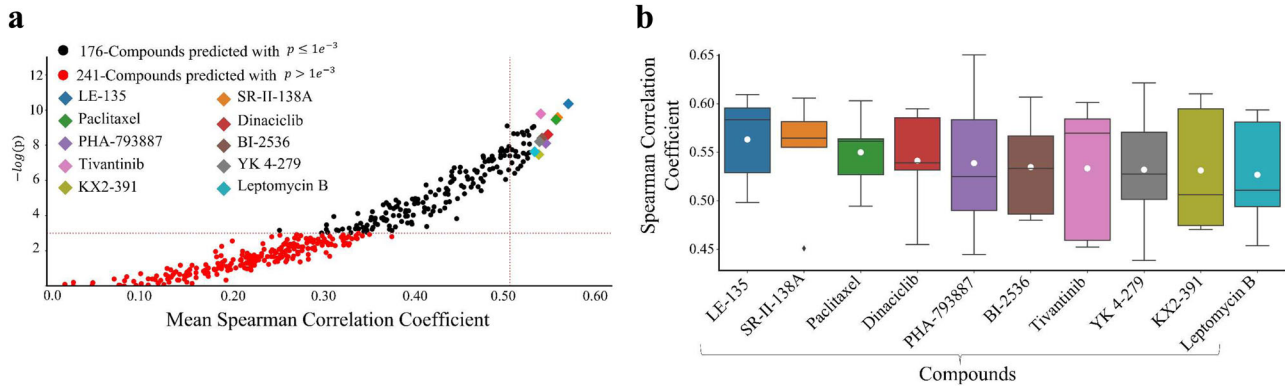 a
176-Compounds predicted with p ≤ 1e⁻³
241-Compounds predicted with p > 1e⁻³
LE-135
Paclitaxel
PHA-793887
Tivantinib
KX2-391
SR-II-138A
Dinaciclib
BI-2536
YK 4-279
Leptomycin B
−log(p)
12
10
8
6
4
2
0.0
0.10
0.20
0.30
0.40
0.50
0.60
Mean Spearman Correlation Coefficient
b
Spearman Correlation
Coefficient
0.65
0.60
0.55
0.50
0.45
LE-135
SR-II-138A
Paclitaxel
Dinaciclib
PHA-793887
BI-2536
Tivantinib
YK 4-279
KX2-391
Leptomycin B
Compounds